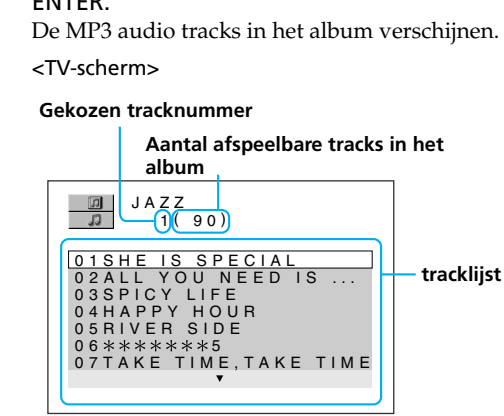 ENTER.
De MP3 audio tracks in het album verschijnen.
<TV-scherm>
Gekozen tracknummer
Aantal afspeelbare tracks in het
album
JAZZ
1( 90)
01SHE IS SPECIAL
02ALL YOU NEED IS ...
03SPICY LIFE
04HAPPY HOUR
05RIVER SIDE
06*******5
07TAKE TIME,TAKE TIME
tracklijst